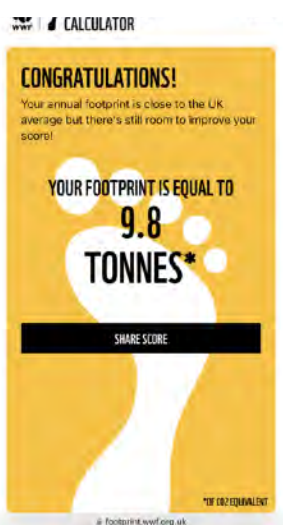 WWF
CALCULATOR
CONGRATULATIONS!
Your annual footprint is close to the UK
average but there's still room to improve your
score!
YOUR FOOTPRINT IS EQUAL TO
9.8
TONNES*
SHARE SCORE
*OF CO2 EQUIVALENT
footprint.wwf.org.uk